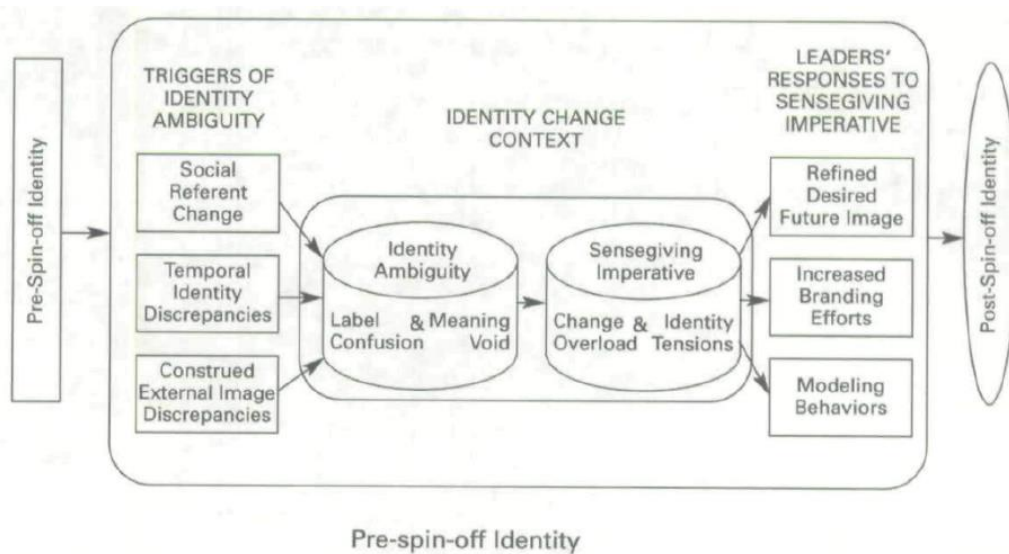 Pre-Spin-off Identity
TRIGGERS OF
IDENTITY
AMBIGUITY
Social
Referent
Change
Temporal
Identity
Discrepancies
Construed
External Image
Discrepancies
IDENTITY CHANGE
CONTEXT
Identity
Ambiguity
Label & Meaning
Confusion Void
Sensegiving
Imperative
Change & Identity
Overload Tensions
LEADERS'
RESPONSES TO
SENSEGIVING
IMPERATIVE
Refined
Desired
Future Image
Increased
Branding
Efforts
Modeling
Behaviors
Post-Spin-off Identity
Pre-spin-off Identity